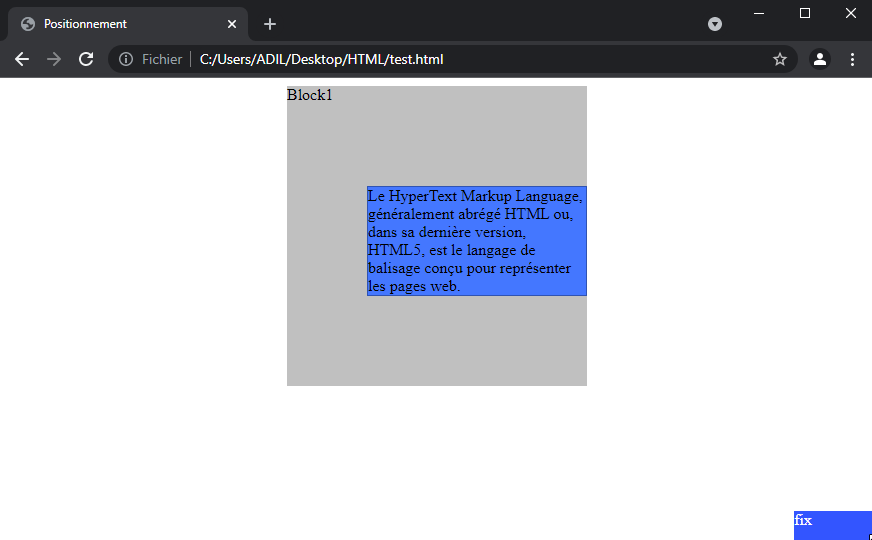 Positionnement
Fichier
C:/Users/ADIL/Desktop/HTML/test.html
Block1
Le HyperText Markup Language,
généralement abrégé HTML ou,
dans sa dernière version,
HTML5, est le langage de
balisage conçu pour représenter
les pages web.
fix